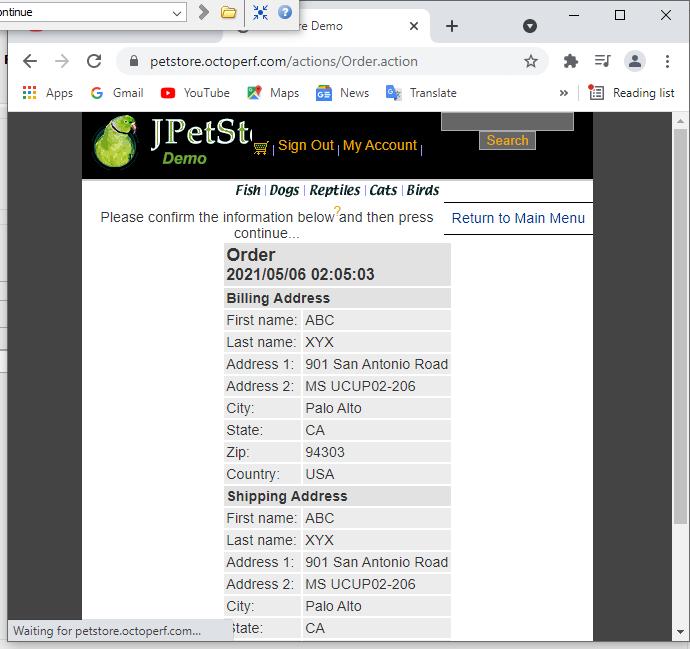 ontinue
re Demo
petstore.octoperf.com/actions/Order.action
Apps Gmail YouTube Maps News Translate » Reading list
JPetSt
Demo
Sign Out | My Account |
Search
Fish | Dogs | Reptiles | Cats | Birds
?
Please confirm the information below and then press
continue...
Return to Main Menu
Order
2021/05/06 02:05:03
Billing Address
First name: ABC
Last name: XYX
Address 1: 901 San Antonio Road
Address 2: MS UCUP02-206
City: Palo Alto
State: CA
Zip: 94303
Country: USA
Shipping Address
First name: ABC
Last name: XYX
Address 1: 901 San Antonio Road
Address 2: MS UCUP02-206
City: Palo Alto
State: CA
Waiting for petstore.octoperf.com...